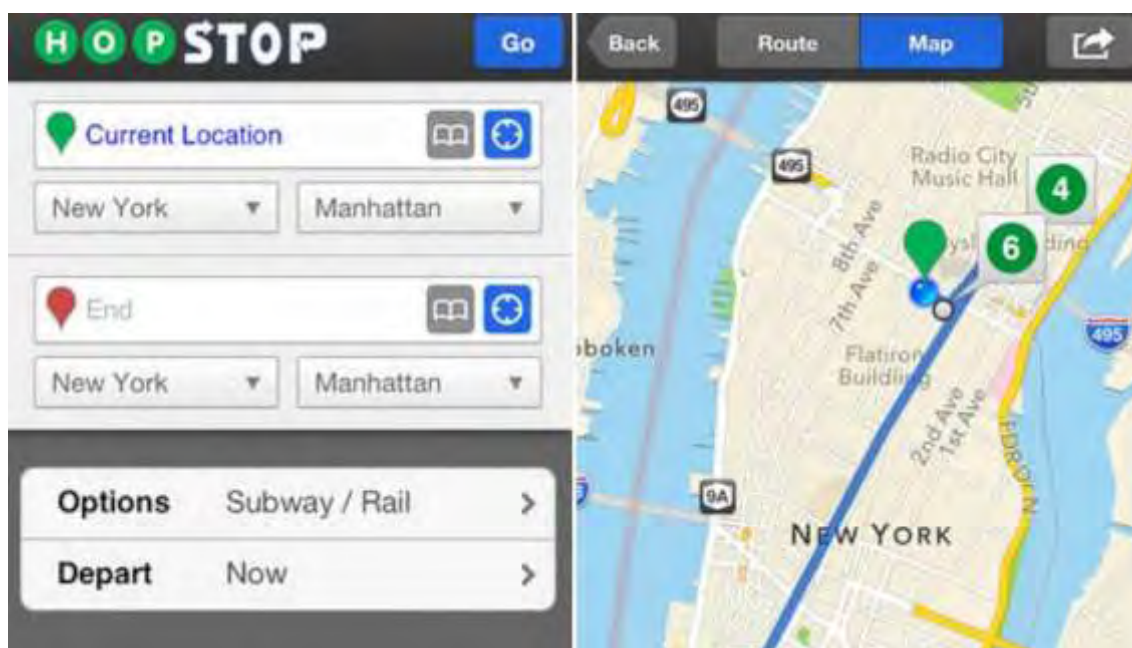 HOPSTOP
Go
Current Location
New York
Manhattan
End
New York
Manhattan
Options
Subway / Rail
Depart
Now
Back
Route
Map
495
495
Radio City
Music Hall
4
6
8th Ave
7th Ave
495
Flatiron
Building
2nd Ave
1st Ave
9A
NEW YORK